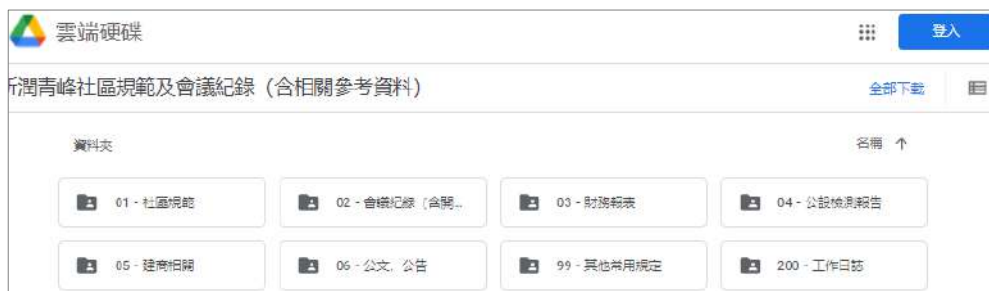 雲端硬碟
登入
新潤青峰社區規範及會議紀錄（含相關參考資料）
全部下載
資料夾
名稱 ↑
01 - 社區規範
02 - 會議紀錄（含開...
03 - 財務報表
04 - 公設檢測報告
05 - 建商相關
06 - 公文、公告
99 - 其他常用規定
200 - 工作日誌